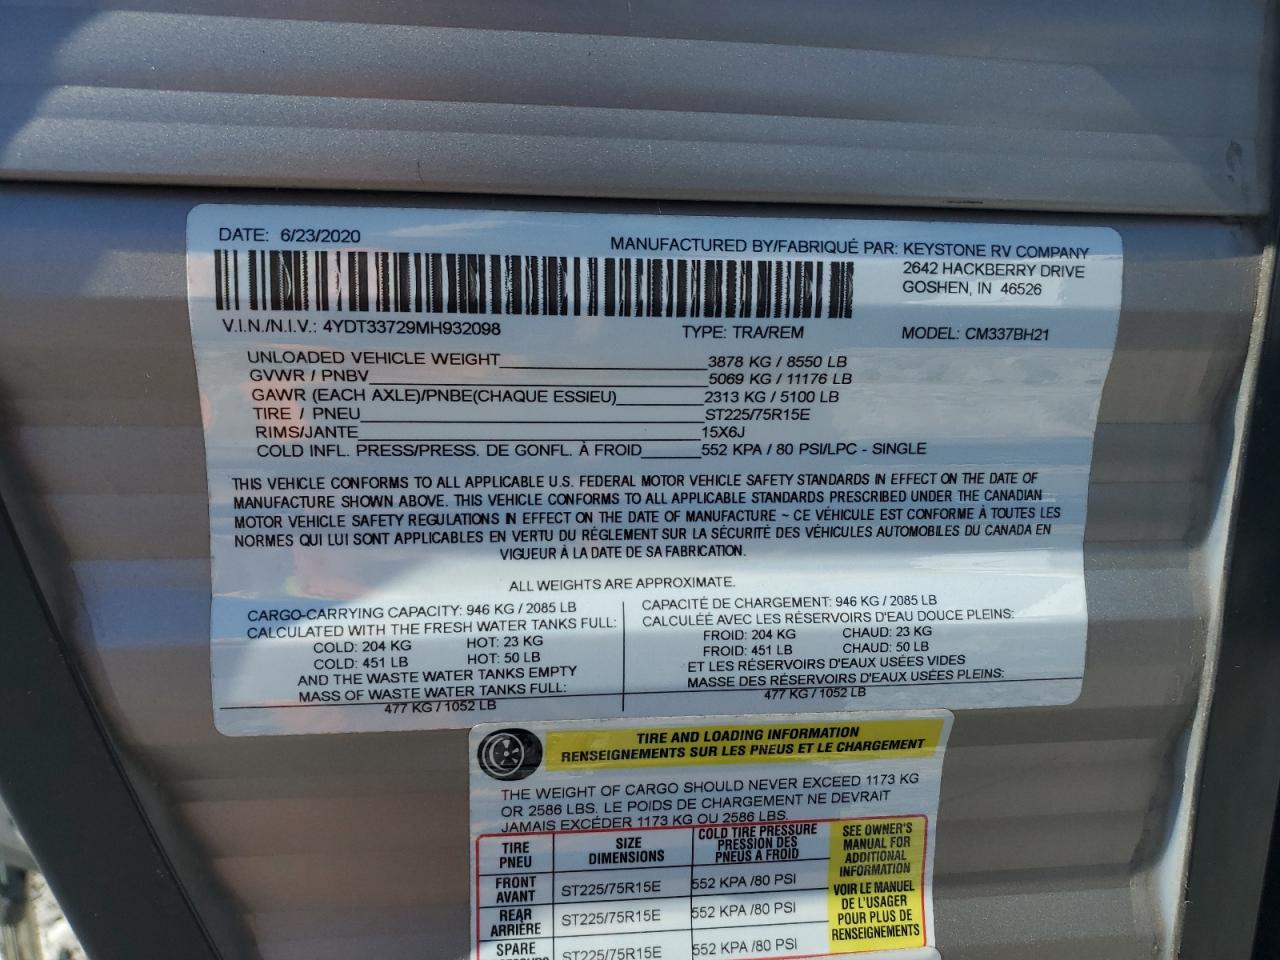 DATE: 6/23/2020
MANUFACTURED BY/FABRIQUÉ PAR: KEYSTONE RV COMPANY
2642 HACKBERRY DRIVE
GOSHEN, IN 46526
V.I.N./N.I.V.: 4YDT33729MH932098 TYPE: TRA/REM MODEL: CM337BH21
UNLOADED VEHICLE WEIGHT 3878 KG / 8550 LB
GVWR / PNBV 5069 KG / 11176 LB
GAWR (EACH AXLE)/PNBE(CHAQUE ESSIEU) 2313 KG / 5100 LB
TIRE / PNEU ST225/75R15E
RIMS/JANTE 15X6J
COLD INFL. PRESS/PRESS. DE GONFL. À FROID 552 KPA / 80 PSI/LPC - SINGLE
THIS VEHICLE CONFORMS TO ALL APPLICABLE U.S. FEDERAL MOTOR VEHICLE SAFETY STANDARDS IN EFFECT ON THE DATE OF
MANUFACTURE SHOWN ABOVE. THIS VEHICLE CONFORMS TO ALL APPLICABLE STANDARDS PRESCRIBED UNDER THE CANADIAN
MOTOR VEHICLE SAFETY REGULATIONS IN EFFECT ON THE DATE OF MANUFACTURE ~ CE VÉHICULE EST CONFORME À TOUTES LES
NORMES QUI LUI SONT APPLICABLES EN VERTU DU RÉGLEMENT SUR LA SÉCURITÉ DES VÉHICULES AUTOMOBILES DU CANADA EN
VIGUEUR À LA DATE DE SA FABRICATION.
ALL WEIGHTS ARE APPROXIMATE.
CARGO-CARRYING CAPACITY: 946 KG / 2085 LB
CALCULATED WITH THE FRESH WATER TANKS FULL:
COLD: 204 KG HOT: 23 KG
COLD: 451 LB HOT: 50 LB
AND THE WASTE WATER TANKS EMPTY
MASS OF WASTE WATER TANKS FULL:
477 KG / 1052 LB
CAPACITÉ DE CHARGEMENT: 946 KG / 2085 LB
CALCULÉE AVEC LES RÉSERVOIRS D'EAU DOUCE PLEINS:
FROID: 204 KG CHAUD: 23 KG
FROID: 451 LB CHAUD: 50 LB
ET LES RÉSERVOIRS D'EAUX USÉES VIDES
MASSE DES RÉSERVOIRS D'EAUX USÉES PLEINS:
477 KG / 1052 LB
TIRE AND LOADING INFORMATION
RENSEIGNEMENTS SUR LES PNEUS ET LE CHARGEMENT
THE WEIGHT OF CARGO SHOULD NEVER EXCEED 1173 KG
OR 2586 LBS. LE POIDS DE CHARGEMENT NE DEVRAIT
JAMAIS EXCÉDER 1173 KG OU 2586 LBS.
TIRE
PNEU
SIZE
DIMENSIONS
COLD TIRE PRESSURE
PRESSION DES
PNEUS A FROID
FRONT
AVANT
ST225/75R15E
552 KPA /80 PSI
REAR
ARRIÈRE
ST225/75R15E
552 KPA /80 PSI
SPARE
ST225/75R15E
552 KPA /80 PSI
SEE OWNER'S
MANUAL FOR
ADDITIONAL
INFORMATION
VOIR LE MANUEL
DE L'USAGER
POUR PLUS DE
RENSEIGNEMENTS